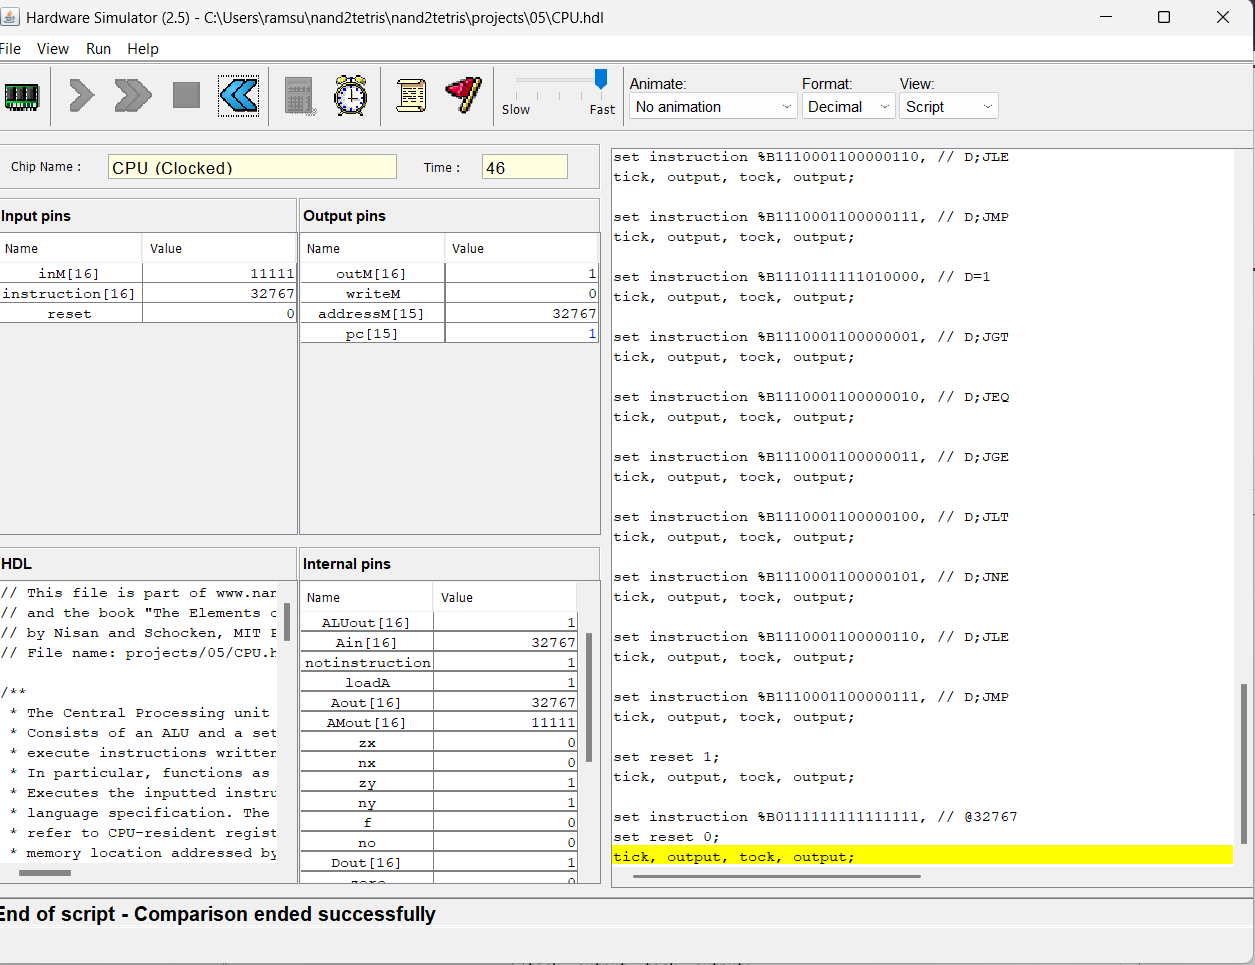 Hardware Simulator (2.5) - C:\Users\ramsu\nand2tetris\nand2tetris\projects\05\CPU.hdl
File View Run Help
Slow Fast
Animate: Format: View:
No animation Decimal Script
Chip Name : CPU (Clocked) Time : 46
Input pins
Name Value
inM[16] 11111
instruction[16] 32767
reset 0
Output pins
Name Value
outM[16] 1
writeM 0
addressM[15] 32767
pc[15] 1
HDL
// This file is part of www.nan
// and the book "The Elements o
// by Nisan and Schocken, MIT P
// File name: projects/05/CPU.h
/**
* The Central Processing unit
* Consists of an ALU and a set
* execute instructions written
* In particular, functions as
* Executes the inputted instru
* language specification. The
* refer to CPU-resident regist
* memory location addressed by
Internal pins
Name Value
ALUout[16] 1
Ain[16] 32767
notinstruction 1
loadA 1
Aout[16] 32767
AMout[16] 11111
zx 0
nx 0
zy 1
ny 1
f 0
no 0
Dout[16] 1
zero 0
set instruction %B1110001100000110, // D;JLE
tick, output, tock, output;
set instruction %B1110001100000111, // D;JMP
tick, output, tock, output;
set instruction %B1110111111010000, // D=1
tick, output, tock, output;
set instruction %B1110001100000001, // D;JGT
tick, output, tock, output;
set instruction %B1110001100000010, // D;JEQ
tick, output, tock, output;
set instruction %B1110001100000011, // D;JGE
tick, output, tock, output;
set instruction %B1110001100000100, // D;JLT
tick, output, tock, output;
set instruction %B1110001100000101, // D;JNE
tick, output, tock, output;
set instruction %B1110001100000110, // D;JLE
tick, output, tock, output;
set instruction %B1110001100000111, // D;JMP
tick, output, tock, output;
set reset 1;
tick, output, tock, output;
set instruction %B0111111111111111, // @32767
set reset 0;
tick, output, tock, output;
End of script - Comparison ended successfully